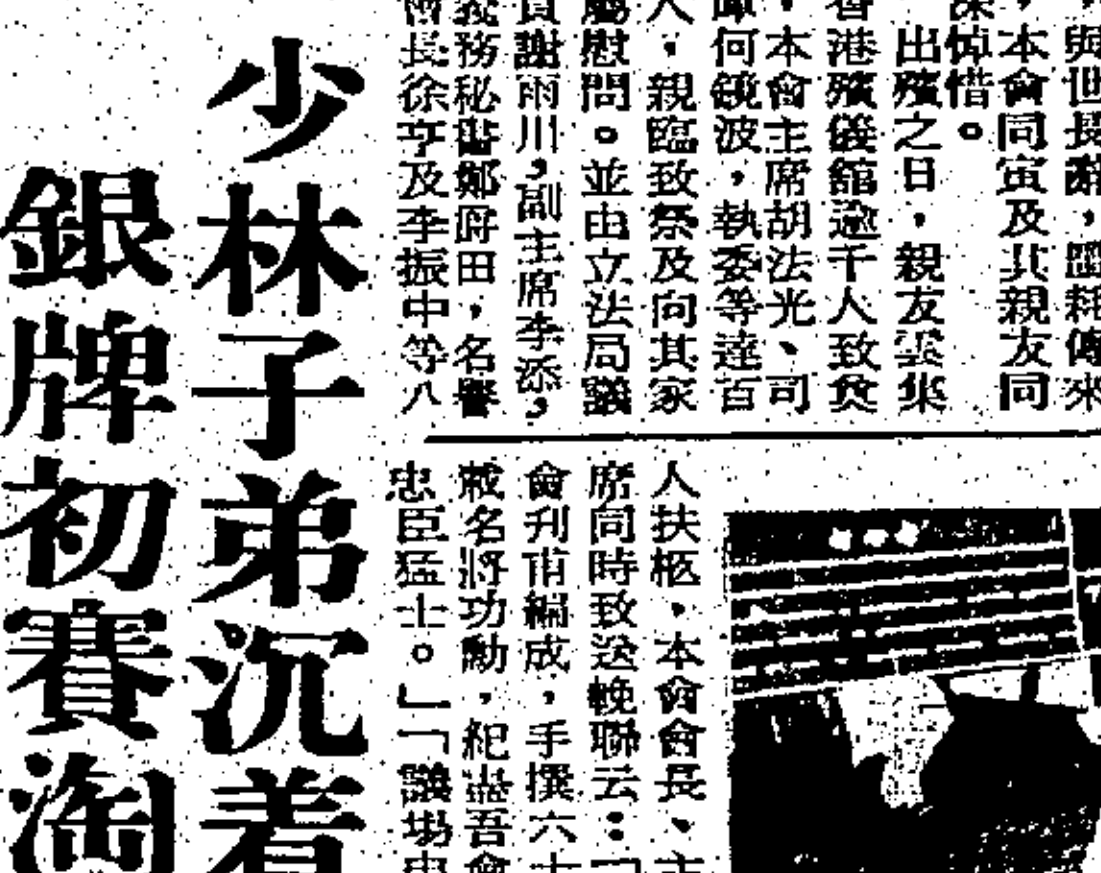 ，與世長辭，噩耗傳來
，本會同寅及其親友同
深悼惜。
出殯之日，親友雲集
香港殯儀館逾千人致
，本會主席胡法光、司
庫何鏡波，執委等達百
人，親臨致祭及向其家
屬慰問。並由立法局議
員謝雨川，副主席李添，
義務秘書鄭田，名譽
會長徐亨及李振中等八
人扶柩，本會會長、主
席同時致送輓聯云：「
會刊甫編成，手撰六十
載名將功勳，紀盡吾會
忠臣猛士。」「議場
少林子弟沉着
銀牌初賽淘